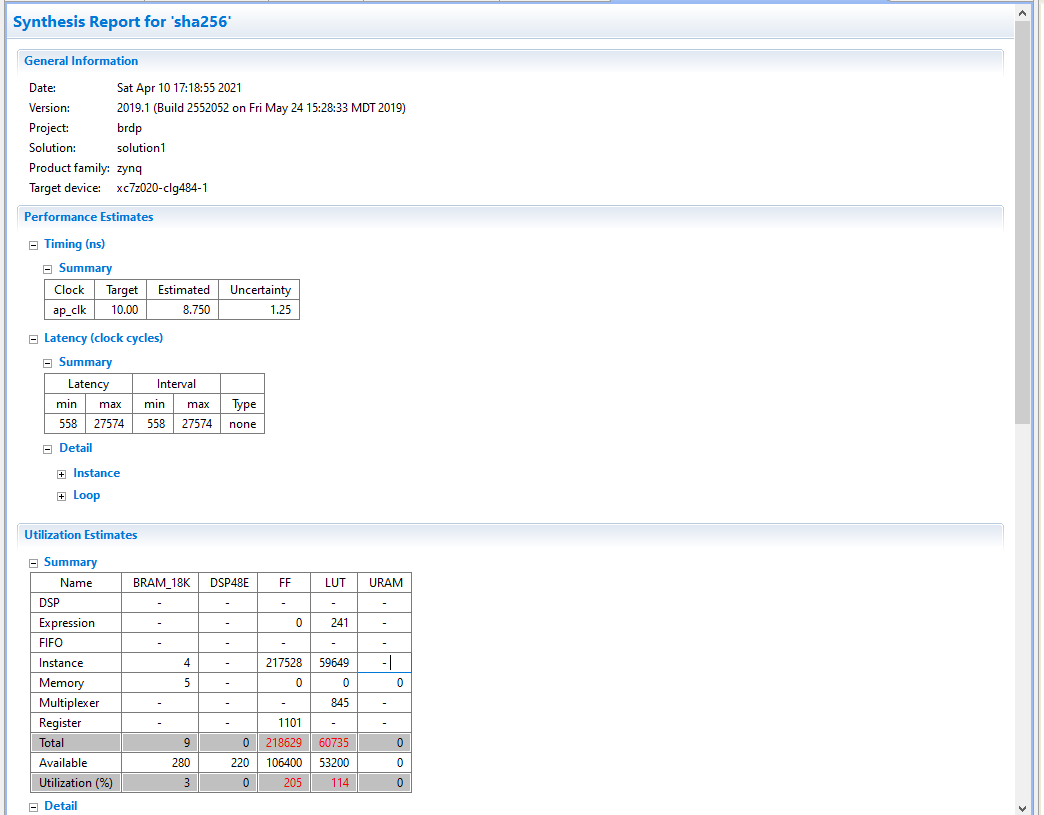 Synthesis Report for 'sha256'
General Information
Date: Sat Apr 10 17:18:55 2021
Version: 2019.1 (Build 2552052 on Fri May 24 15:28:33 MDT 2019)
Project: brdp
Solution: solution1
Product family: zynq
Target device: xc7z020-clg484-1
Performance Estimates
Timing (ns)
Summary
Clock Target Estimated Uncertainty
ap_clk 10.00 8.750 1.25
Latency (clock cycles)
Summary
Latency Interval
min max min max Type
558 27574 558 27574 none
Detail
Instance
Loop
Utilization Estimates
Summary
Name BRAM_18K DSP48E FF LUT URAM
DSP - - - - -
Expression - - 0 241 -
FIFO - - - - -
Instance 4 - 217528 59649 -
Memory 5 - 0 0 0
Multiplexer - - - 845 -
Register - - 1101 - -
Total 9 0 218629 60735 0
Available 280 220 106400 53200 0
Utilization (%) 3 0 205 114 0
Detail